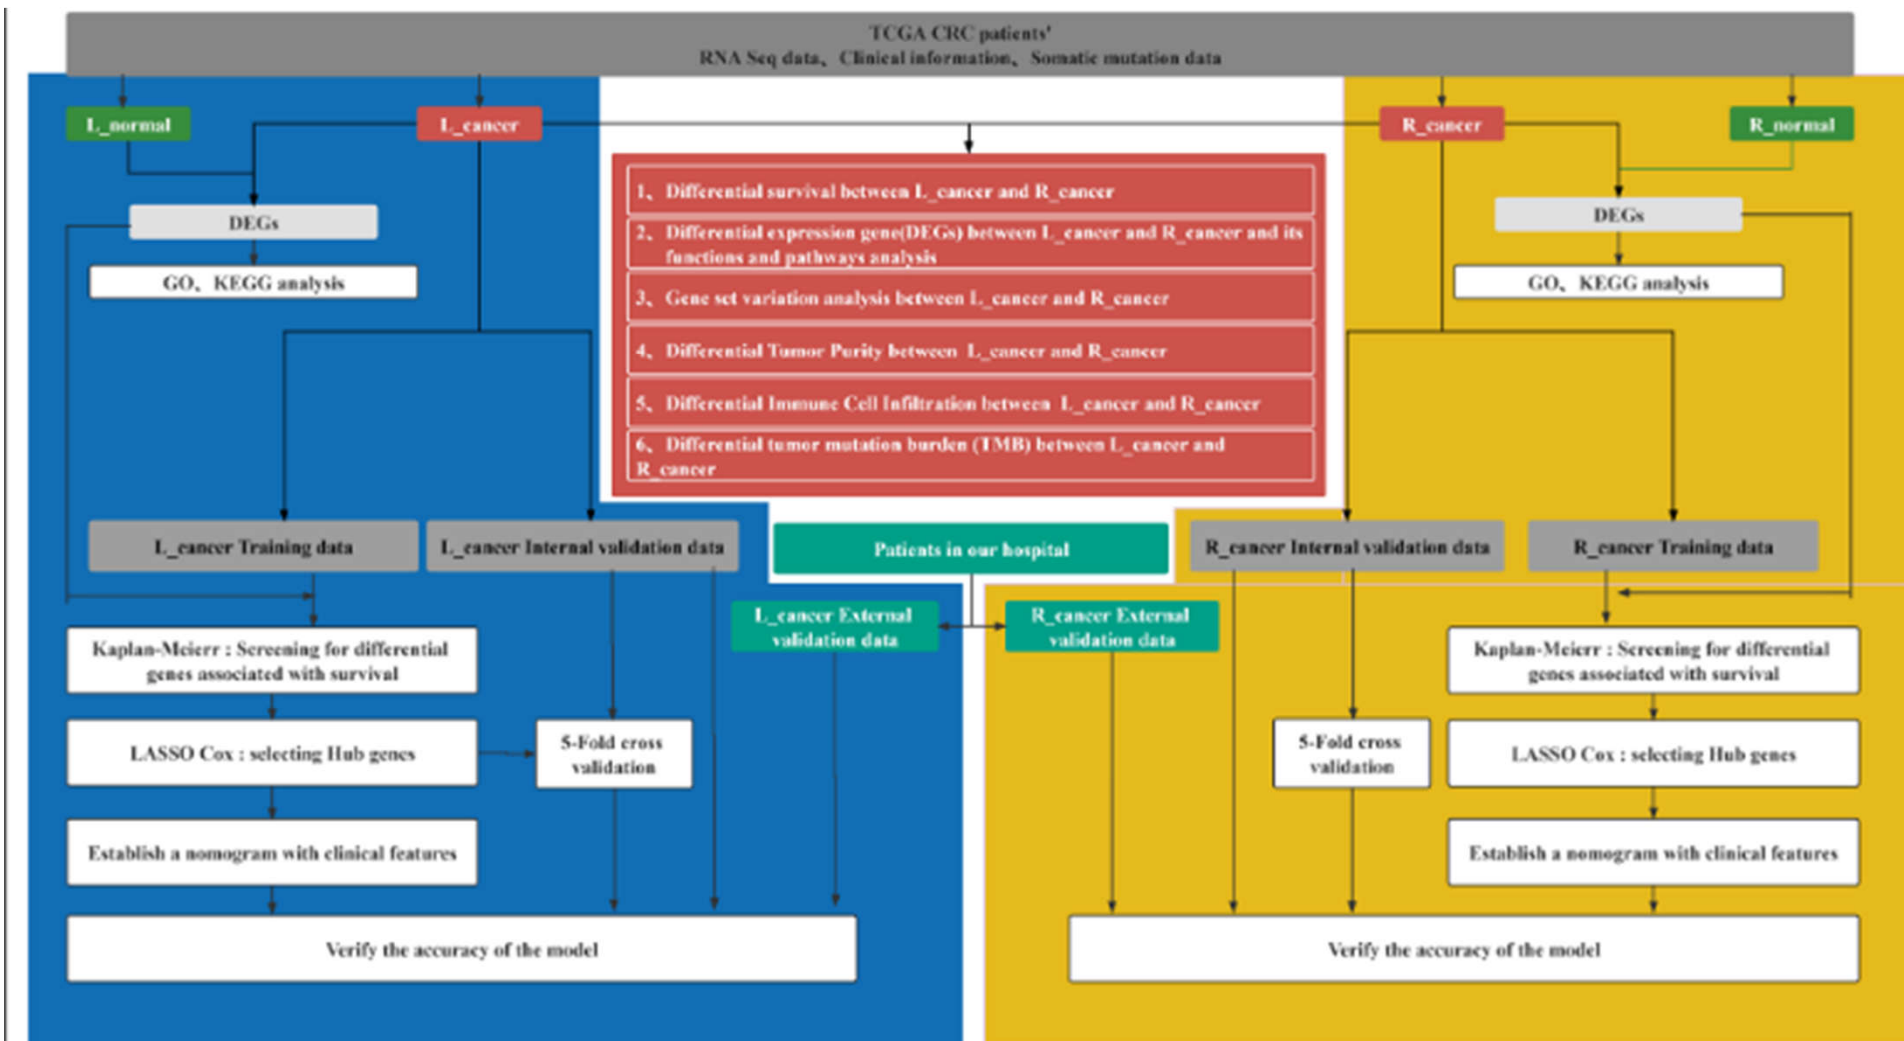 TCGA CRC patients'
RNA Seq data、Clinical information、Somatic mutation data
L_normal
L_cancer
R_cancer
R_normal
1、Differential survival between L_cancer and R_cancer
2、Differential expression gene(DEGs) between L_cancer and R_cancer and its
functions and pathways analysis
3、Gene set variation analysis between L_cancer and R_cancer
4、Differential Tumor Purity between L_cancer and R_cancer
5、Differential Immune Cell Infiltration between L_cancer and R_cancer
6、Differential tumor mutation burden (TMB) between L_cancer and
R_cancer
DEGs
GO、KEGG analysis
DEGs
GO、KEGG analysis
L_cancer Training data
L_cancer Internal validation data
Patients in our hospital
R_cancer Internal validation data
R_cancer Training data
L_cancer External
validation data
R_cancer External
validation data
Kaplan-Meierr : Screening for differential
genes associated with survival
LASSO Cox : selecting Hub genes
5-Fold cross
validation
Establish a nomogram with clinical features
Verify the accuracy of the model
Kaplan-Meierr : Screening for differential
genes associated with survival
5-Fold cross
validation
LASSO Cox : selecting Hub genes
Establish a nomogram with clinical features
Verify the accuracy of the model